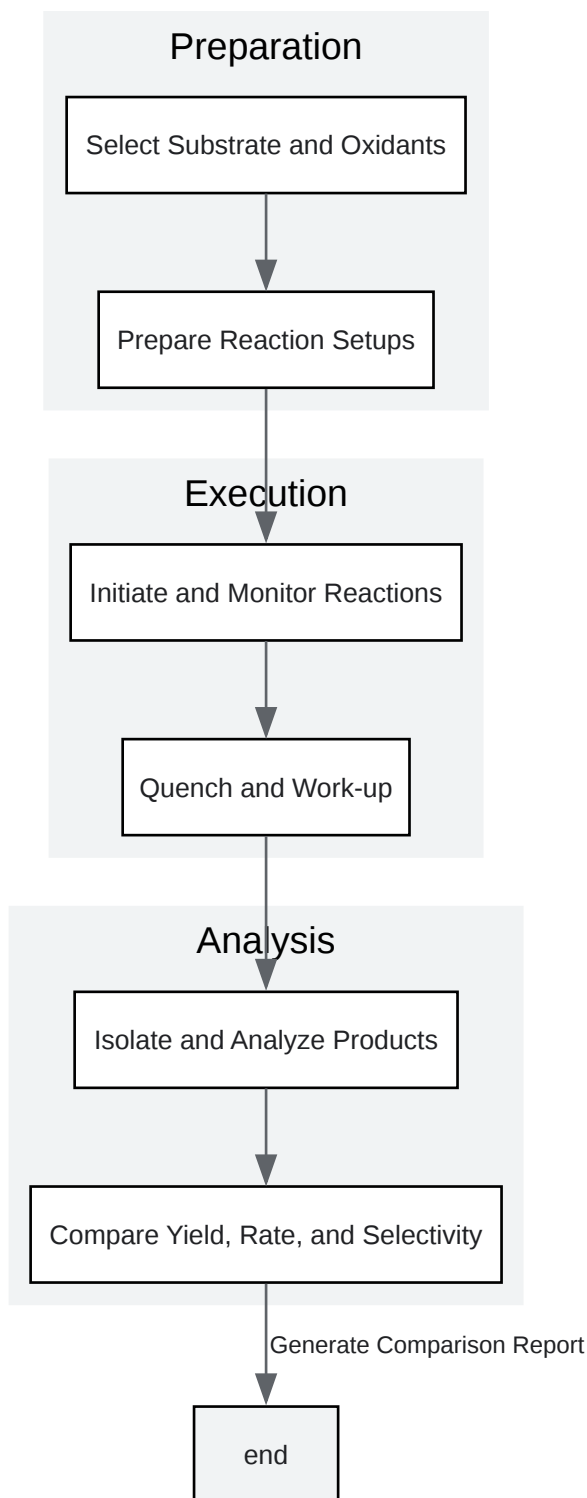 Preparation
Select Substrate and Oxidants
Prepare Reaction Setups
Execution
Initiate and Monitor Reactions
Quench and Work-up
Analysis
Isolate and Analyze Products
Compare Yield, Rate, and Selectivity
Generate Comparison Report
end